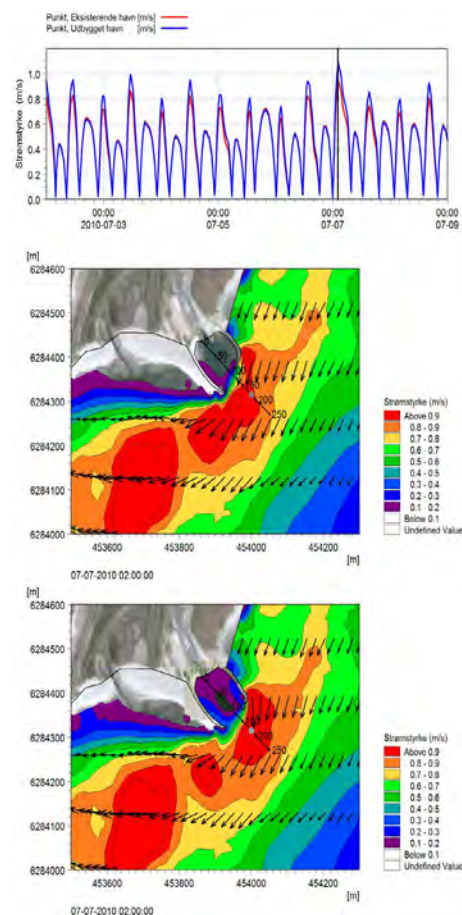 Punkt, Eksisterende havn [m/s]
Punkt, Udbygget havn [m/s]
Strømstyrke (m/s)
1.0
0.8
0.6
0.4
0.2
0.0
00:00 00:00 00:00 00:00
2010-07-03 07-05 07-07 07-09
[m]
6284600
6284500
6284400
6284300
6284200
6284100
6284000
0
50
100
150
200
250
453600 453800 454000 454200
[m]
Strømstyrke (m/s)
Above 0.9
0.8 - 0.9
0.7 - 0.8
0.6 - 0.7
0.5 - 0.6
0.4 - 0.5
0.3 - 0.4
0.2 - 0.3
0.1 - 0.2
Below 0.1
Undefined Value
07-07-2010 02:00:00
[m]
6284600
6284500
6284400
6284300
6284200
6284100
6284000
200
250
453600 453800 454000 454200
[m]
Strømstyrke (m/s)
Above 0.9
0.8 - 0.9
0.7 - 0.8
0.6 - 0.7
0.5 - 0.6
0.4 - 0.5
0.3 - 0.4
0.2 - 0.3
0.1 - 0.2
Below 0.1
Undefined Value
07-07-2010 02:00:00